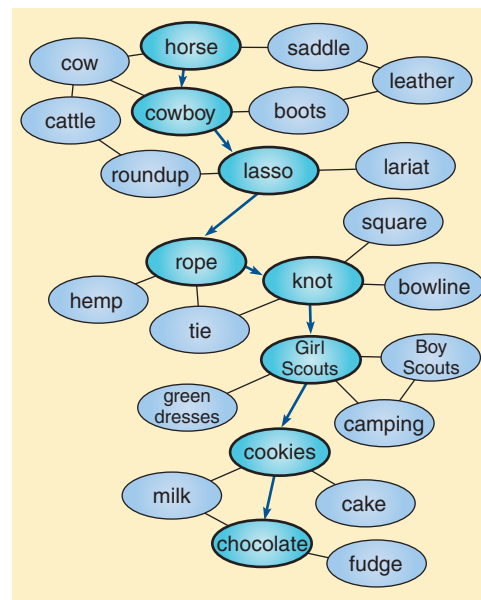 horse
saddle
cow
leather
cowboy
boots
cattle
roundup
lasso
lariat
square
rope
knot
hemp
bowline
tie
Girl
Scouts
Boy
Scouts
green
dresses
camping
cookies
milk
cake
chocolate
fudge